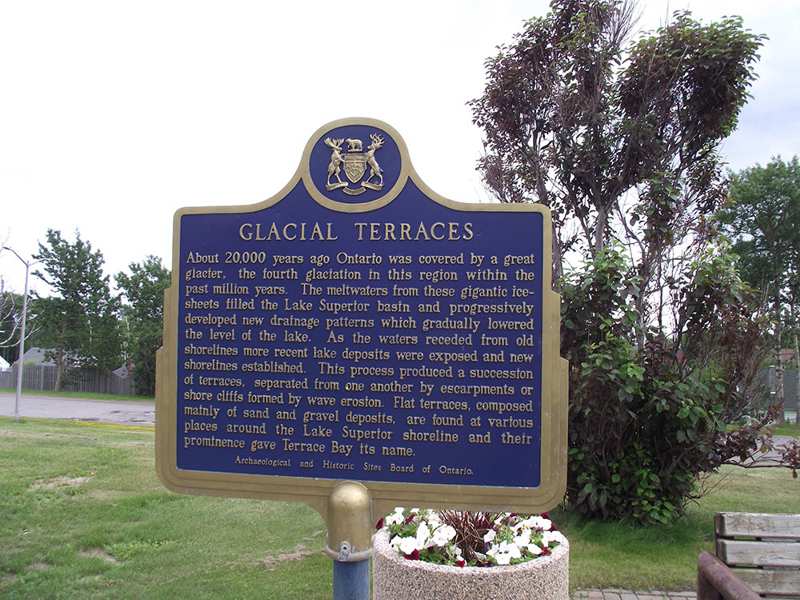 GLACIAL TERRACES
About 20,000 years ago Ontario was covered by a great
glacier, the fourth glaciation in this region within the
past million years. The meltwaters from these gigantic ice-
sheets filled the Lake Superior basin and progressively
developed new drainage patterns which gradually lowered
the level of the lake. As the waters receded from old
shorelines more recent lake deposits were exposed and new
shorelines established. This process produced a succession
of terraces, separated from one another by escarpments or
shore cliffs formed by wave erosion. Flat terraces, composed
mainly of sand and gravel deposits, are found at various
places around the Lake Superior shoreline and their
prominence gave Terrace Bay its name.
Archaeological and Historic Sites Board of Ontario.